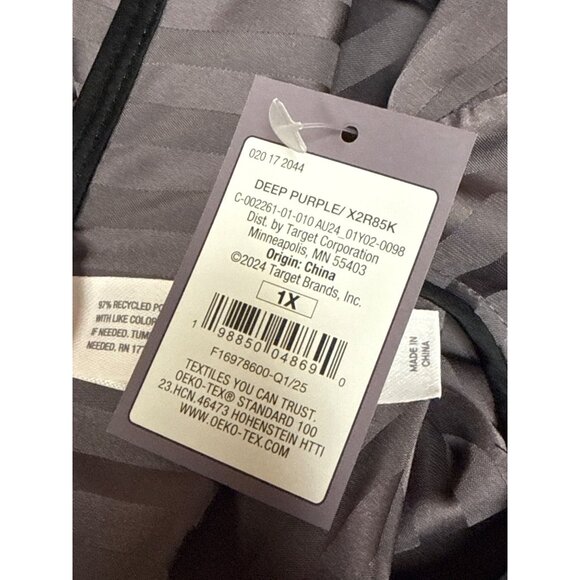 020 17 2044
DEEP PURPLE/ X2R85K
C-002261-01-010 AU24_01Y02-0098
Dist. by Target Corporation
Minneapolis, MN 55403
Origin: China
©2024 Target Brands, Inc.
1X
1 98850 04869 0
F16978600-Q1/25
TEXTILES YOU CAN TRUST.
OEKO-TEX® STANDARD 100
23.HCN.46473 HOHENSTEIN HTTI
WWW.OEKO-TEX.COM
97% RECYCLED PO
WITH LIKE COLOR
IF NEEDED. TUM
NEEDED. RN 17
MADE IN
CHINA